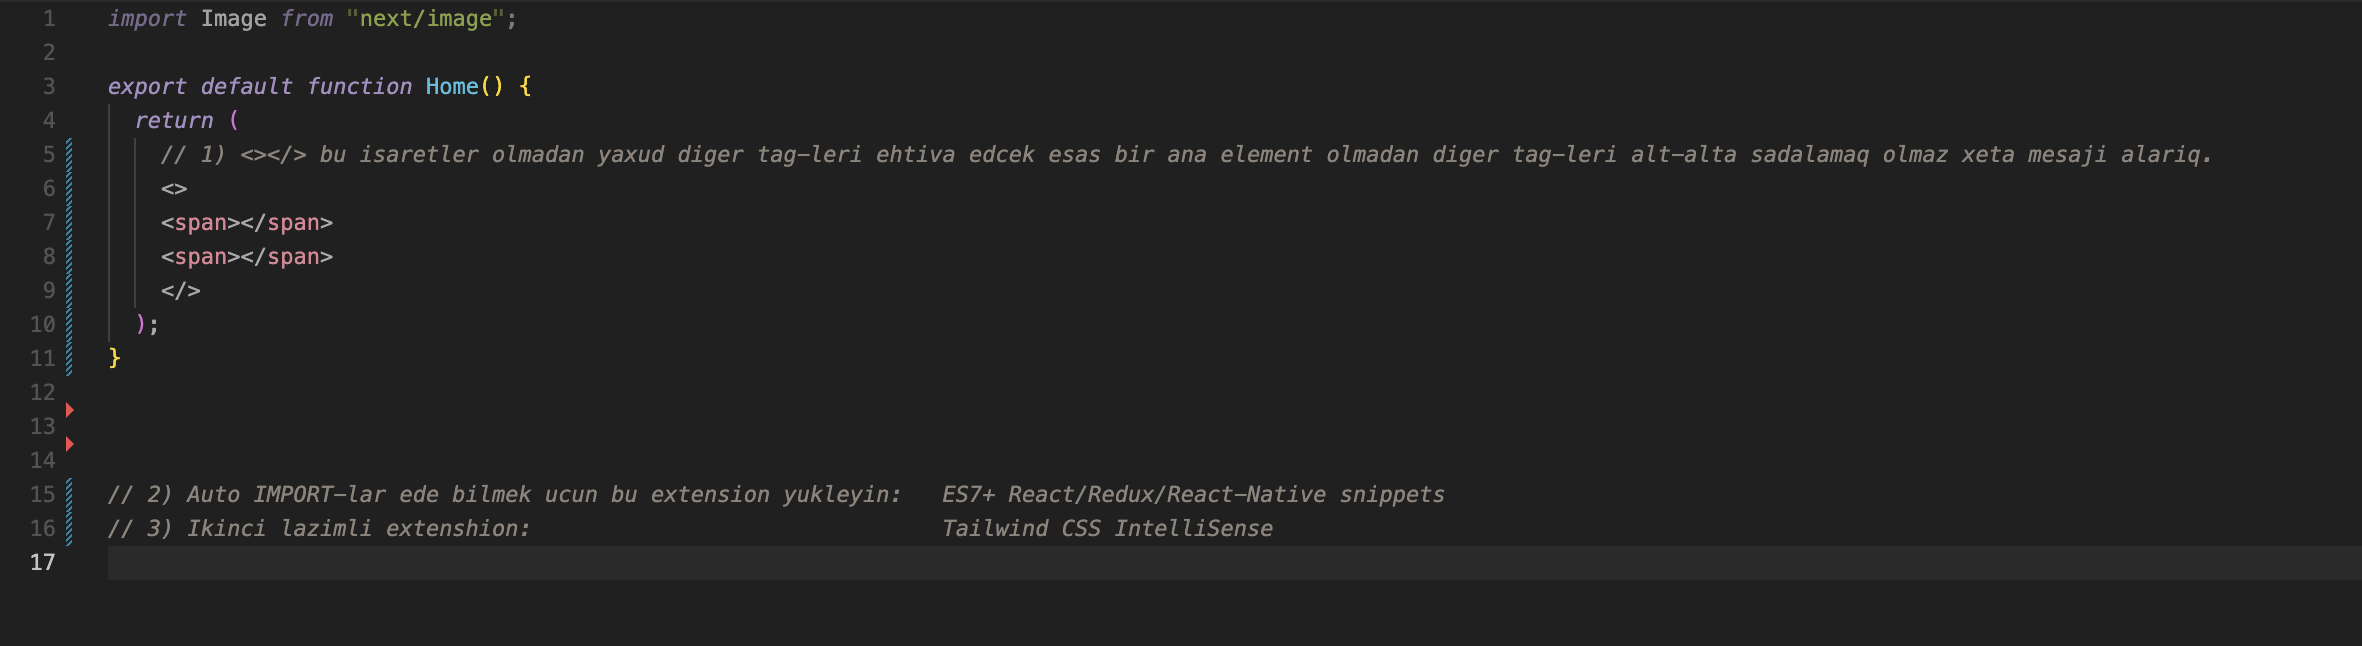 1 import Image from "next/image";
2
3 export default function Home() {
4 return (
5 // 1) <></> bu isaretler olmadan yaxud diger tag-leri ehtiva edcek esas bir ana element olmadan diger tag-leri alt-alta sadalamaq olmaz xeta mesaji alariq.
6 <>
7 <span></span>
8 <span></span>
9 </>
10 );
11 }
12
13
14
15 // 2) Auto IMPORT-lar ede bilmek ucun bu extension yukleyin: ES7+ React/Redux/React-Native snippets
16 // 3) Ikinci lazimli extenshion: Tailwind CSS IntelliSense
17